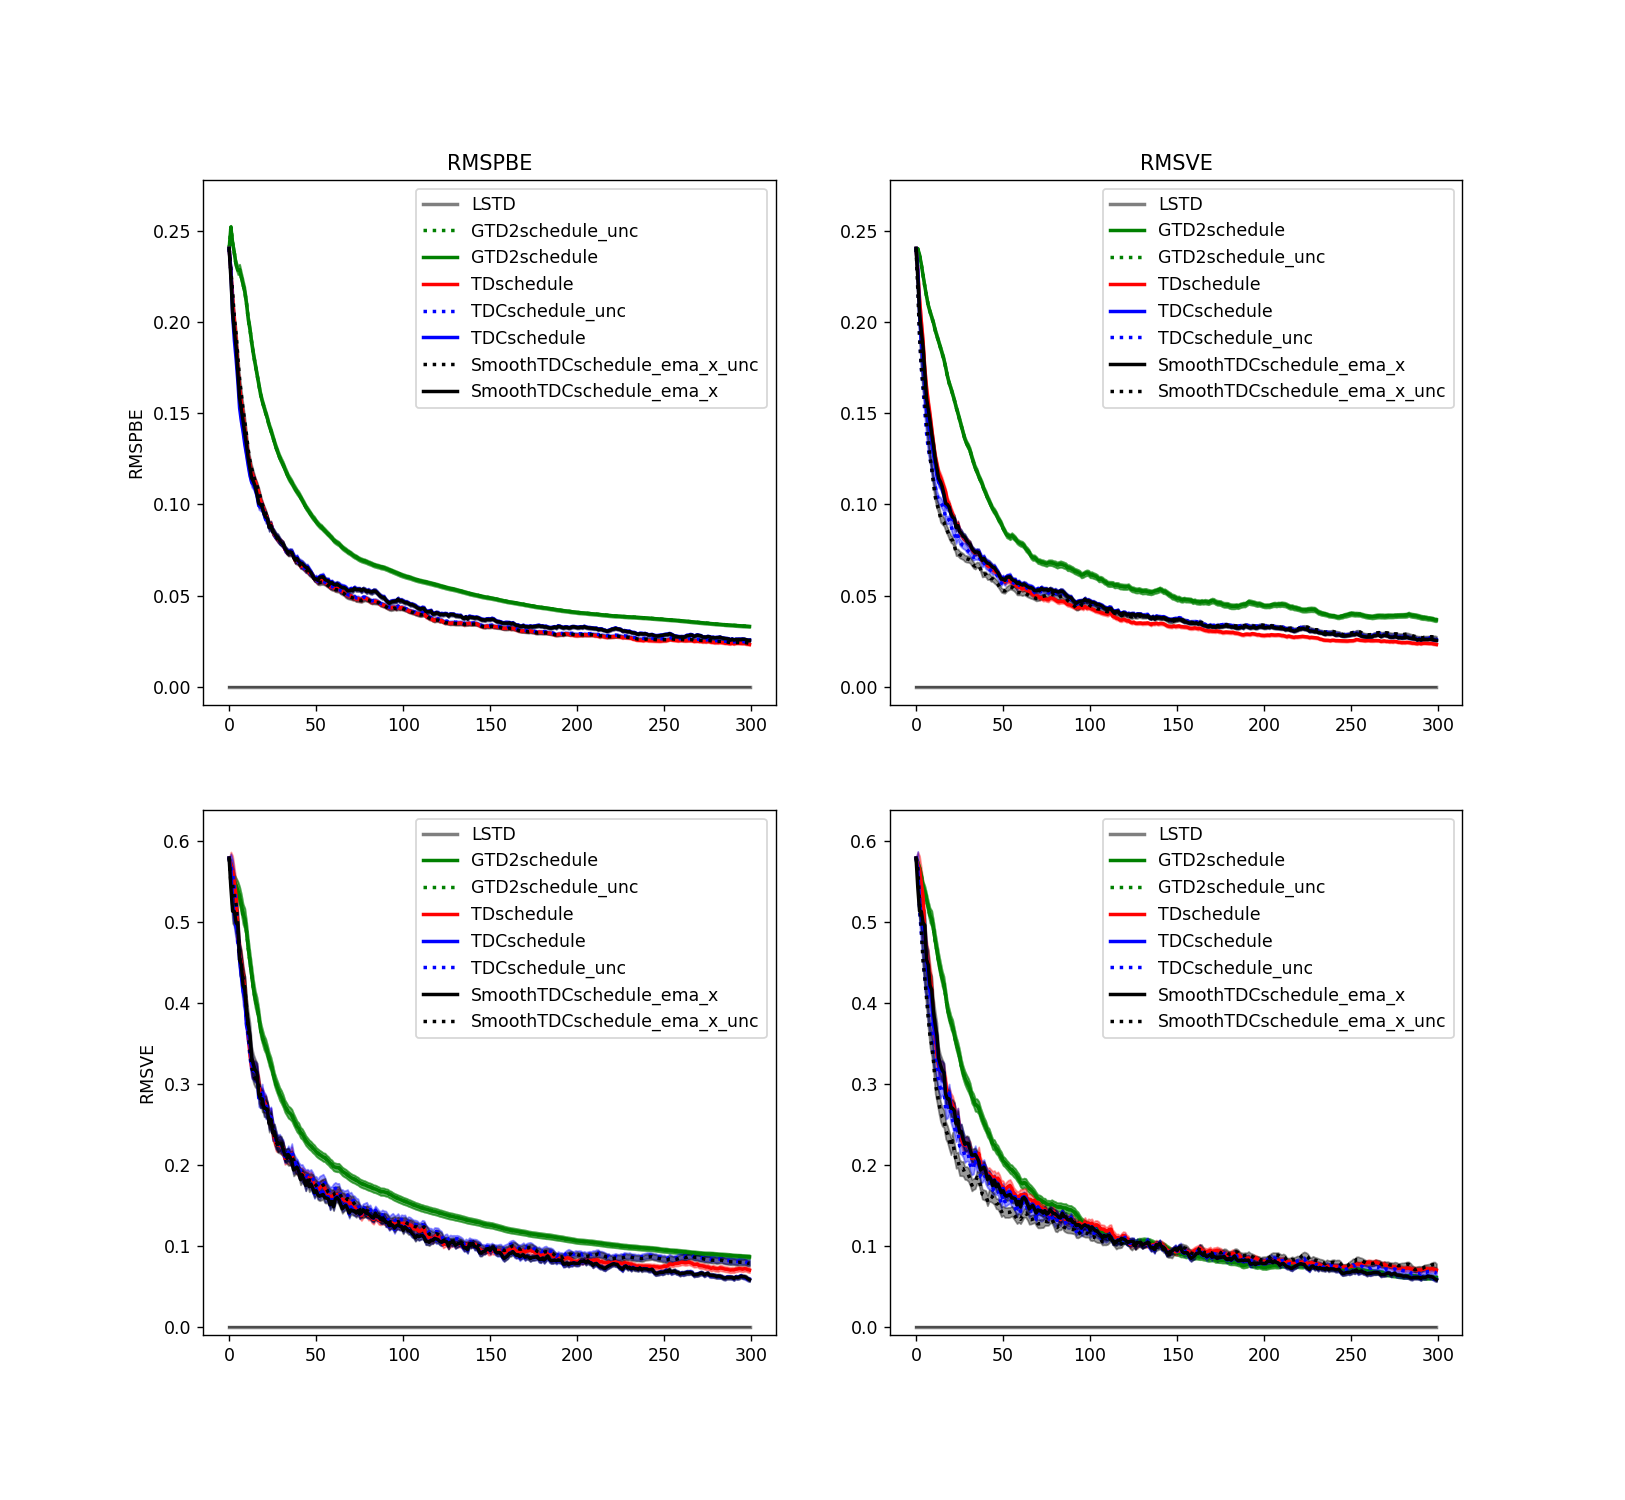 RMSPBE
RMSVE
RMSPBE
0.25
0.20
0.15
0.10
0.05
0.00
0 50 100 150 200 250 300
LSTD
GTD2schedule_unc
GTD2schedule
TDschedule
TDCschedule_unc
TDCschedule
SmoothTDCschedule_ema_x_unc
SmoothTDCschedule_ema_x
0.25
0.20
0.15
0.10
0.05
0.00
0 50 100 150 200 250 300
LSTD
GTD2schedule
GTD2schedule_unc
TDschedule
TDCschedule
TDCschedule_unc
SmoothTDCschedule_ema_x
SmoothTDCschedule_ema_x_unc
RMSVE
0.6
0.5
0.4
0.3
0.2
0.1
0.0
0 50 100 150 200 250 300
LSTD
GTD2schedule
GTD2schedule_unc
TDschedule
TDCschedule
TDCschedule_unc
SmoothTDCschedule_ema_x
SmoothTDCschedule_ema_x_unc
0.6
0.5
0.4
0.3
0.2
0.1
0.0
0 50 100 150 200 250 300
LSTD
GTD2schedule
GTD2schedule_unc
TDschedule
TDCschedule
TDCschedule_unc
SmoothTDCschedule_ema_x
SmoothTDCschedule_ema_x_unc